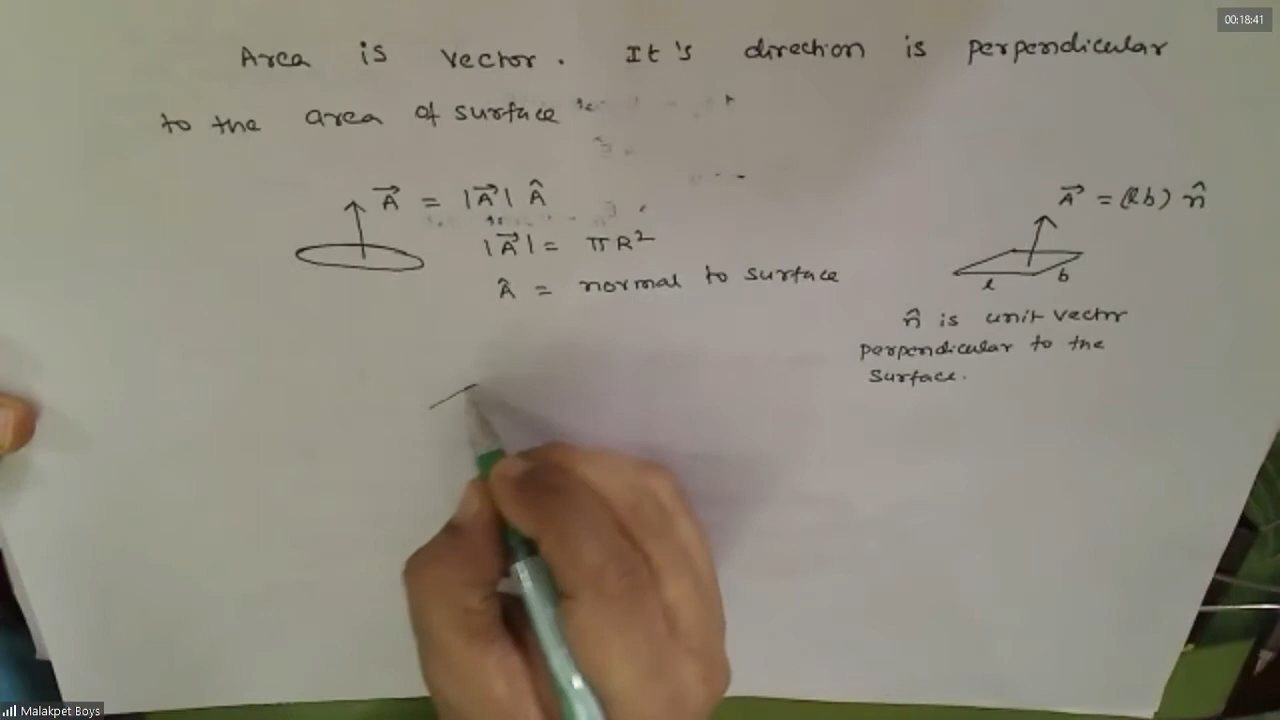 00:18:41
Area is vector. It's direction is perpendicular
to the area of surface
A⃗ = |A⃗| Â
|A⃗| = πR²
Â = normal to surface
A⃗ = (lb) n̂
l b
n̂ is unit vector
perpendicular to the
surface.
Malakpet Boys